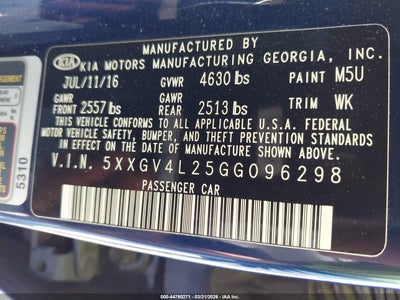 MANUFACTURED BY
KIA KIA MOTORS MANUFACTURING GEORGIA, INC.
JUL/11/16 GVWR 4630 lbs PAINT M5U
GAWR FRONT 2557 lbs GAWR REAR 2513 lbs TRIM WK
THIS VEHICLE CONFORMS TO ALL APPLICABLE U.S.A. FEDERAL
MOTOR VEHICLE SAFETY, BUMPER, AND THEFT PREVENTION STANDARDS
IN EFFECT ON THE DATE OF MANUFACTURE SHOWN ABOVE.
V.I.N. 5XXGV4L25GG096298
PASSENGER CAR
5310
000-44760271 - 03/31/2026 - IAA Inc.